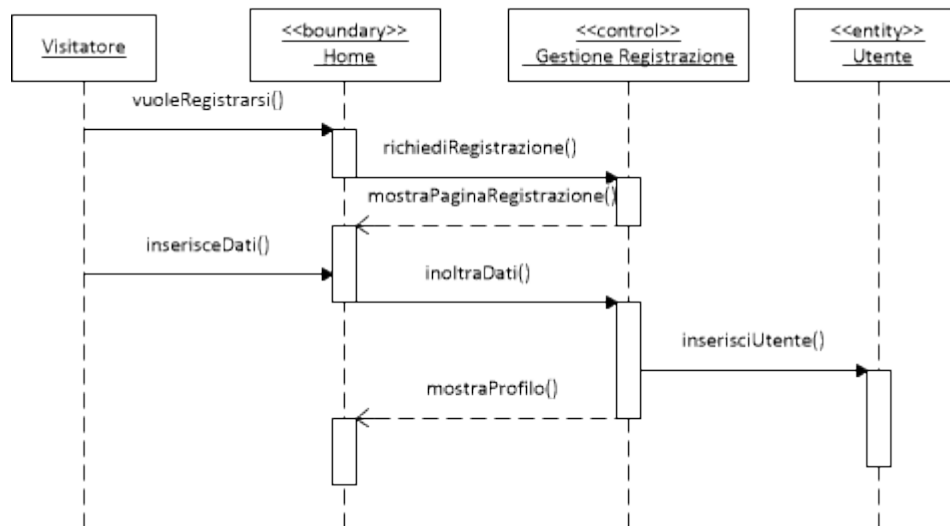 Visitatore
<<boundary>>
Home
<<control>>
Gestione Registrazione
<<entity>>
Utente
vuoleRegistrarsi()
richiediRegistrazione()
mostraPaginaRegistrazione()
inserisceDati()
inoltraDati()
inserisciUtente()
mostraProfilo()